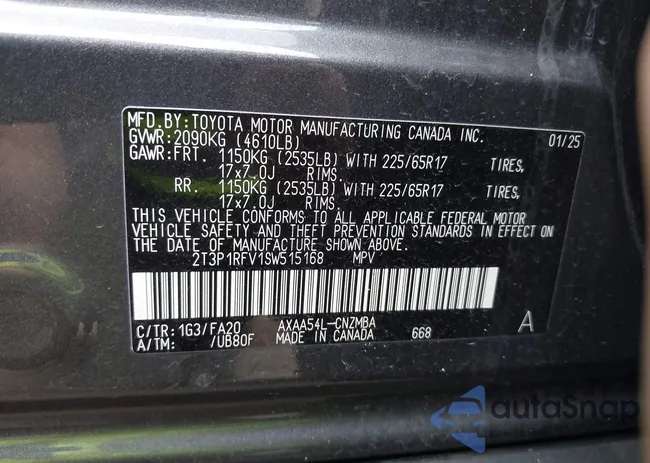 MFD.BY:TOYOTA MOTOR MANUFACTURING CANADA INC. 01/25
GVWR:2090KG (4610LB)
GAWR:FRT. 1150KG (2535LB) WITH 225/65R17 TIRES,
17x7.0J RIMS.
RR. 1150KG (2535LB) WITH 225/65R17 TIRES,
17x7.0J RIMS.
THIS VEHICLE CONFORMS TO ALL APPLICABLE FEDERAL MOTOR
VEHICLE SAFETY AND THEFT PREVENTION STANDARDS IN EFFECT ON
THE DATE OF MANUFACTURE SHOWN ABOVE.
2T3P1RFV1SW515168 MPV
C/TR:1G3/FA20 AXAA54L-CNZMBA A
A/TM: /UB80F MADE IN CANADA 668
autoSnap